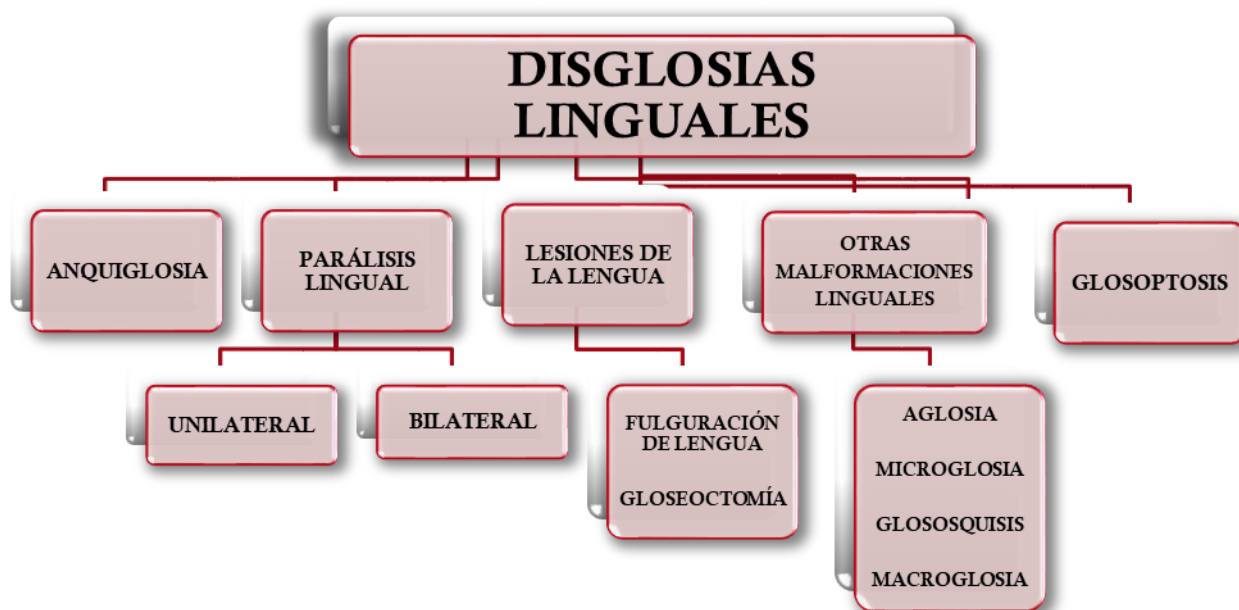 DISGLOSIAS
LINGUALES
ANQUIGLOSIA
PARÁLISIS
LINGUAL
LESIONES DE
LA LENGUA
OTRAS
MALFORMACIONES
LINGUALES
GLOSOPTOSIS
UNILATERAL
BILATERAL
FULGURACIÓN
DE LENGUA
GLOSEOCTOMÍA
AGLOSIA
MICROGLOSIA
GLOSOSQUISIS
MACROGLOSIA